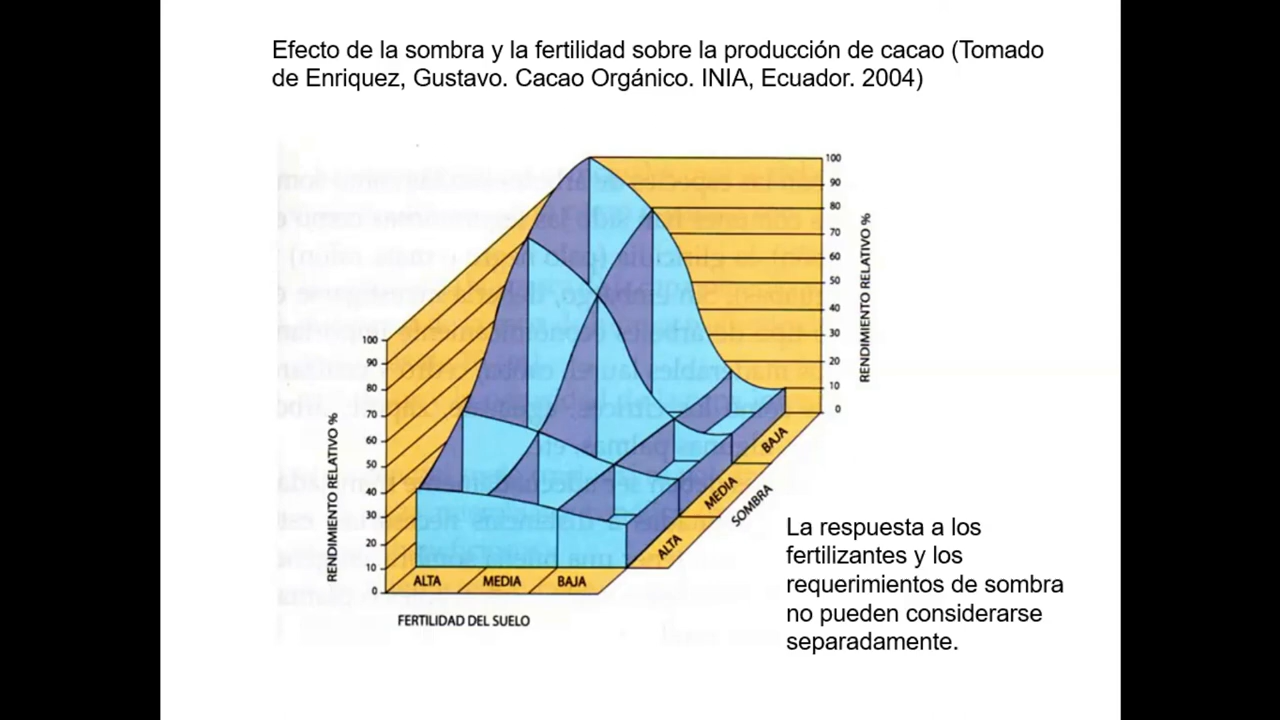 Efecto de la sombra y la fertilidad sobre la producción de cacao (Tomado
de Enriquez, Gustavo. Cacao Orgánico. INIA, Ecuador. 2004)
100
90
80
70
60
50
40
30
20
10
0
RENDIMIENTO RELATIVO %
100
90
80
70
60
50
40
30
20
10
0
RENDIMIENTO RELATIVO %
BAJA
MEDIA
ALTA
SOMBRA
ALTA
MEDIA
BAJA
FERTILIDAD DEL SUELO
La respuesta a los
fertilizantes y los
requerimientos de sombra
no pueden considerarse
separadamente.